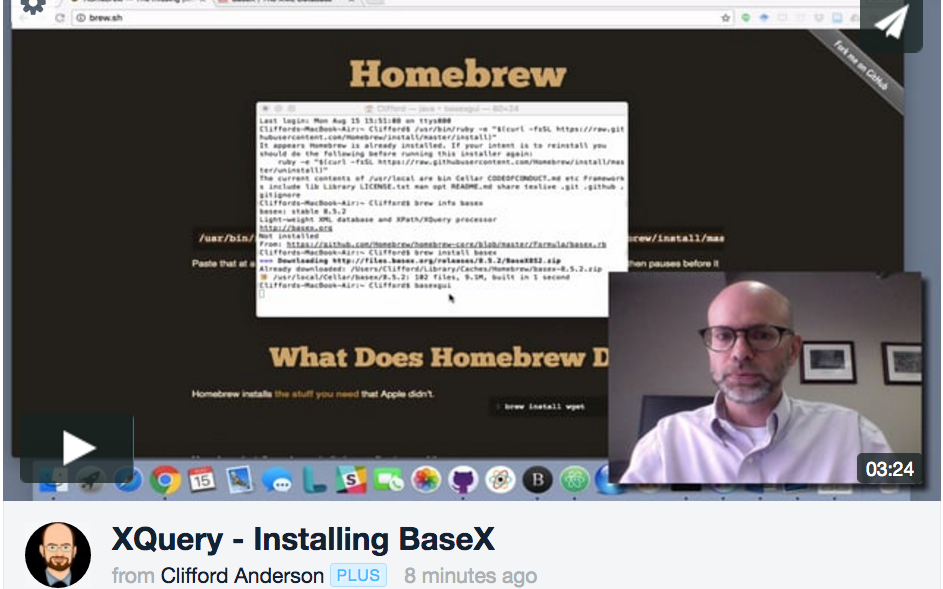 brew.sh
Fork me on GitHub
Homebrew
Clifford — java • basexgui — 80×24
Last login: Mon Aug 15 15:51:00 on ttys000
Cliffords-MacBook-Air:~ Clifford$ /usr/bin/ruby -e "$(curl -fsSL https://raw.git
hubusercontent.com/Homebrew/install/master/install)"
It appears Homebrew is already installed. If your intent is to reinstall you
should do the following before running this installer again:
ruby -e "$(curl -fsSL https://raw.githubusercontent.com/Homebrew/install/mas
ter/uninstall)"
The current contents of /usr/local are bin Cellar CODEOFCONDUCT.md etc Framework
s include lib Library LICENSE.txt man opt README.md share texlive .git .github .
gitignore
Cliffords-MacBook-Air:~ Clifford$ brew info basex
basex: stable 8.5.2
Light-weight XML database and XPath/XQuery processor
http://basex.org
Not installed
From: https://github.com/Homebrew/homebrew-core/blob/master/Formula/basex.rb
Cliffords-MacBook-Air:~ Clifford$ brew install basex
==> Downloading http://files.basex.org/releases/8.5.2/BaseX852.zip
Already downloaded: /Users/Clifford/Library/Caches/Homebrew/basex-8.5.2.zip
/usr/local/Cellar/basex/8.5.2: 102 files, 9.1M, built in 1 second
Cliffords-MacBook-Air:~ Clifford$ basexgui
/usr/bin/ brew/install/mas
Paste that at a then pauses before it
What Does Homebrew D
Homebrew installs the stuff you need that Apple didn't.
$ brew install wget
15
B
03:24
XQuery - Installing BaseX
from Clifford Anderson PLUS 8 minutes ago